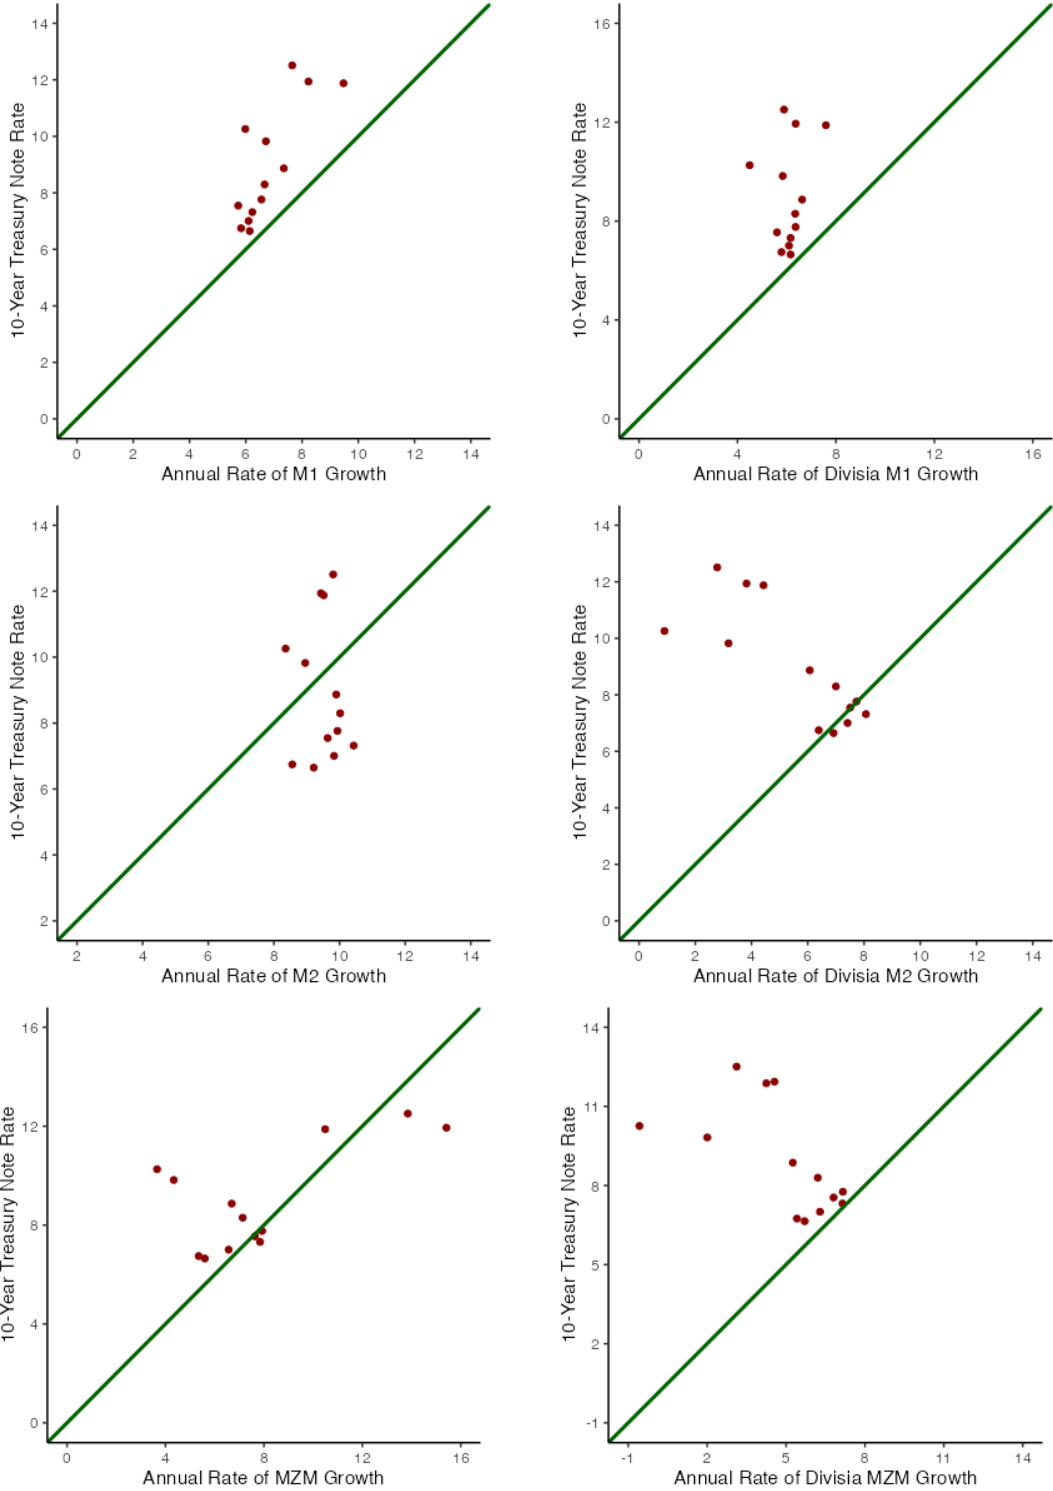 14
12
10
8
6
4
2
0
10-Year Treasury Note Rate
0 2 4 6 8 10 12 14
Annual Rate of M1 Growth
16
12
8
4
0
10-Year Treasury Note Rate
0 4 8 12 16
Annual Rate of Divisia M1 Growth
14
12
10
8
6
4
2
10-Year Treasury Note Rate
2 4 6 8 10 12 14
Annual Rate of M2 Growth
14
12
10
8
6
4
2
0
10-Year Treasury Note Rate
0 2 4 6 8 10 12 14
Annual Rate of Divisia M2 Growth
16
12
8
4
0
10-Year Treasury Note Rate
0 4 8 12 16
Annual Rate of MZM Growth
14
11
8
5
2
-1
10-Year Treasury Note Rate
-1 2 5 8 11 14
Annual Rate of Divisia MZM Growth